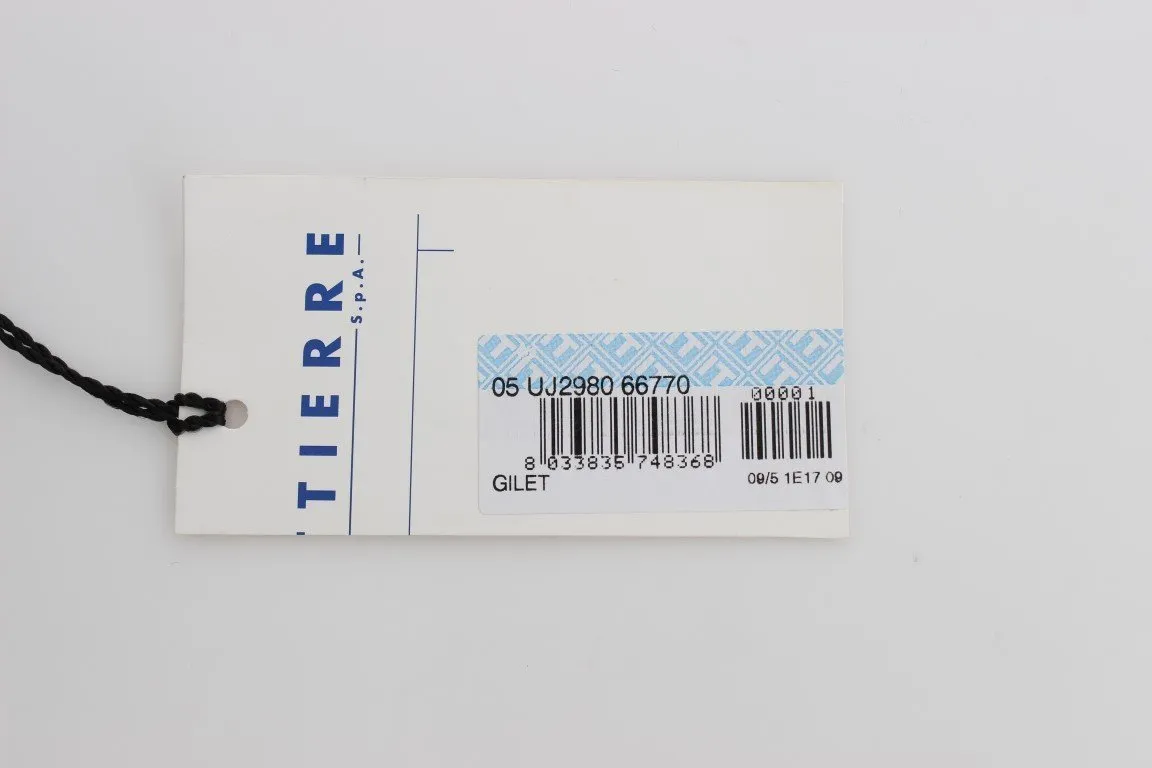 TIERRE
S.p.A.
05 UJ2980 66770
00001
8 033835 748368
GILET
09/5 1E17 09